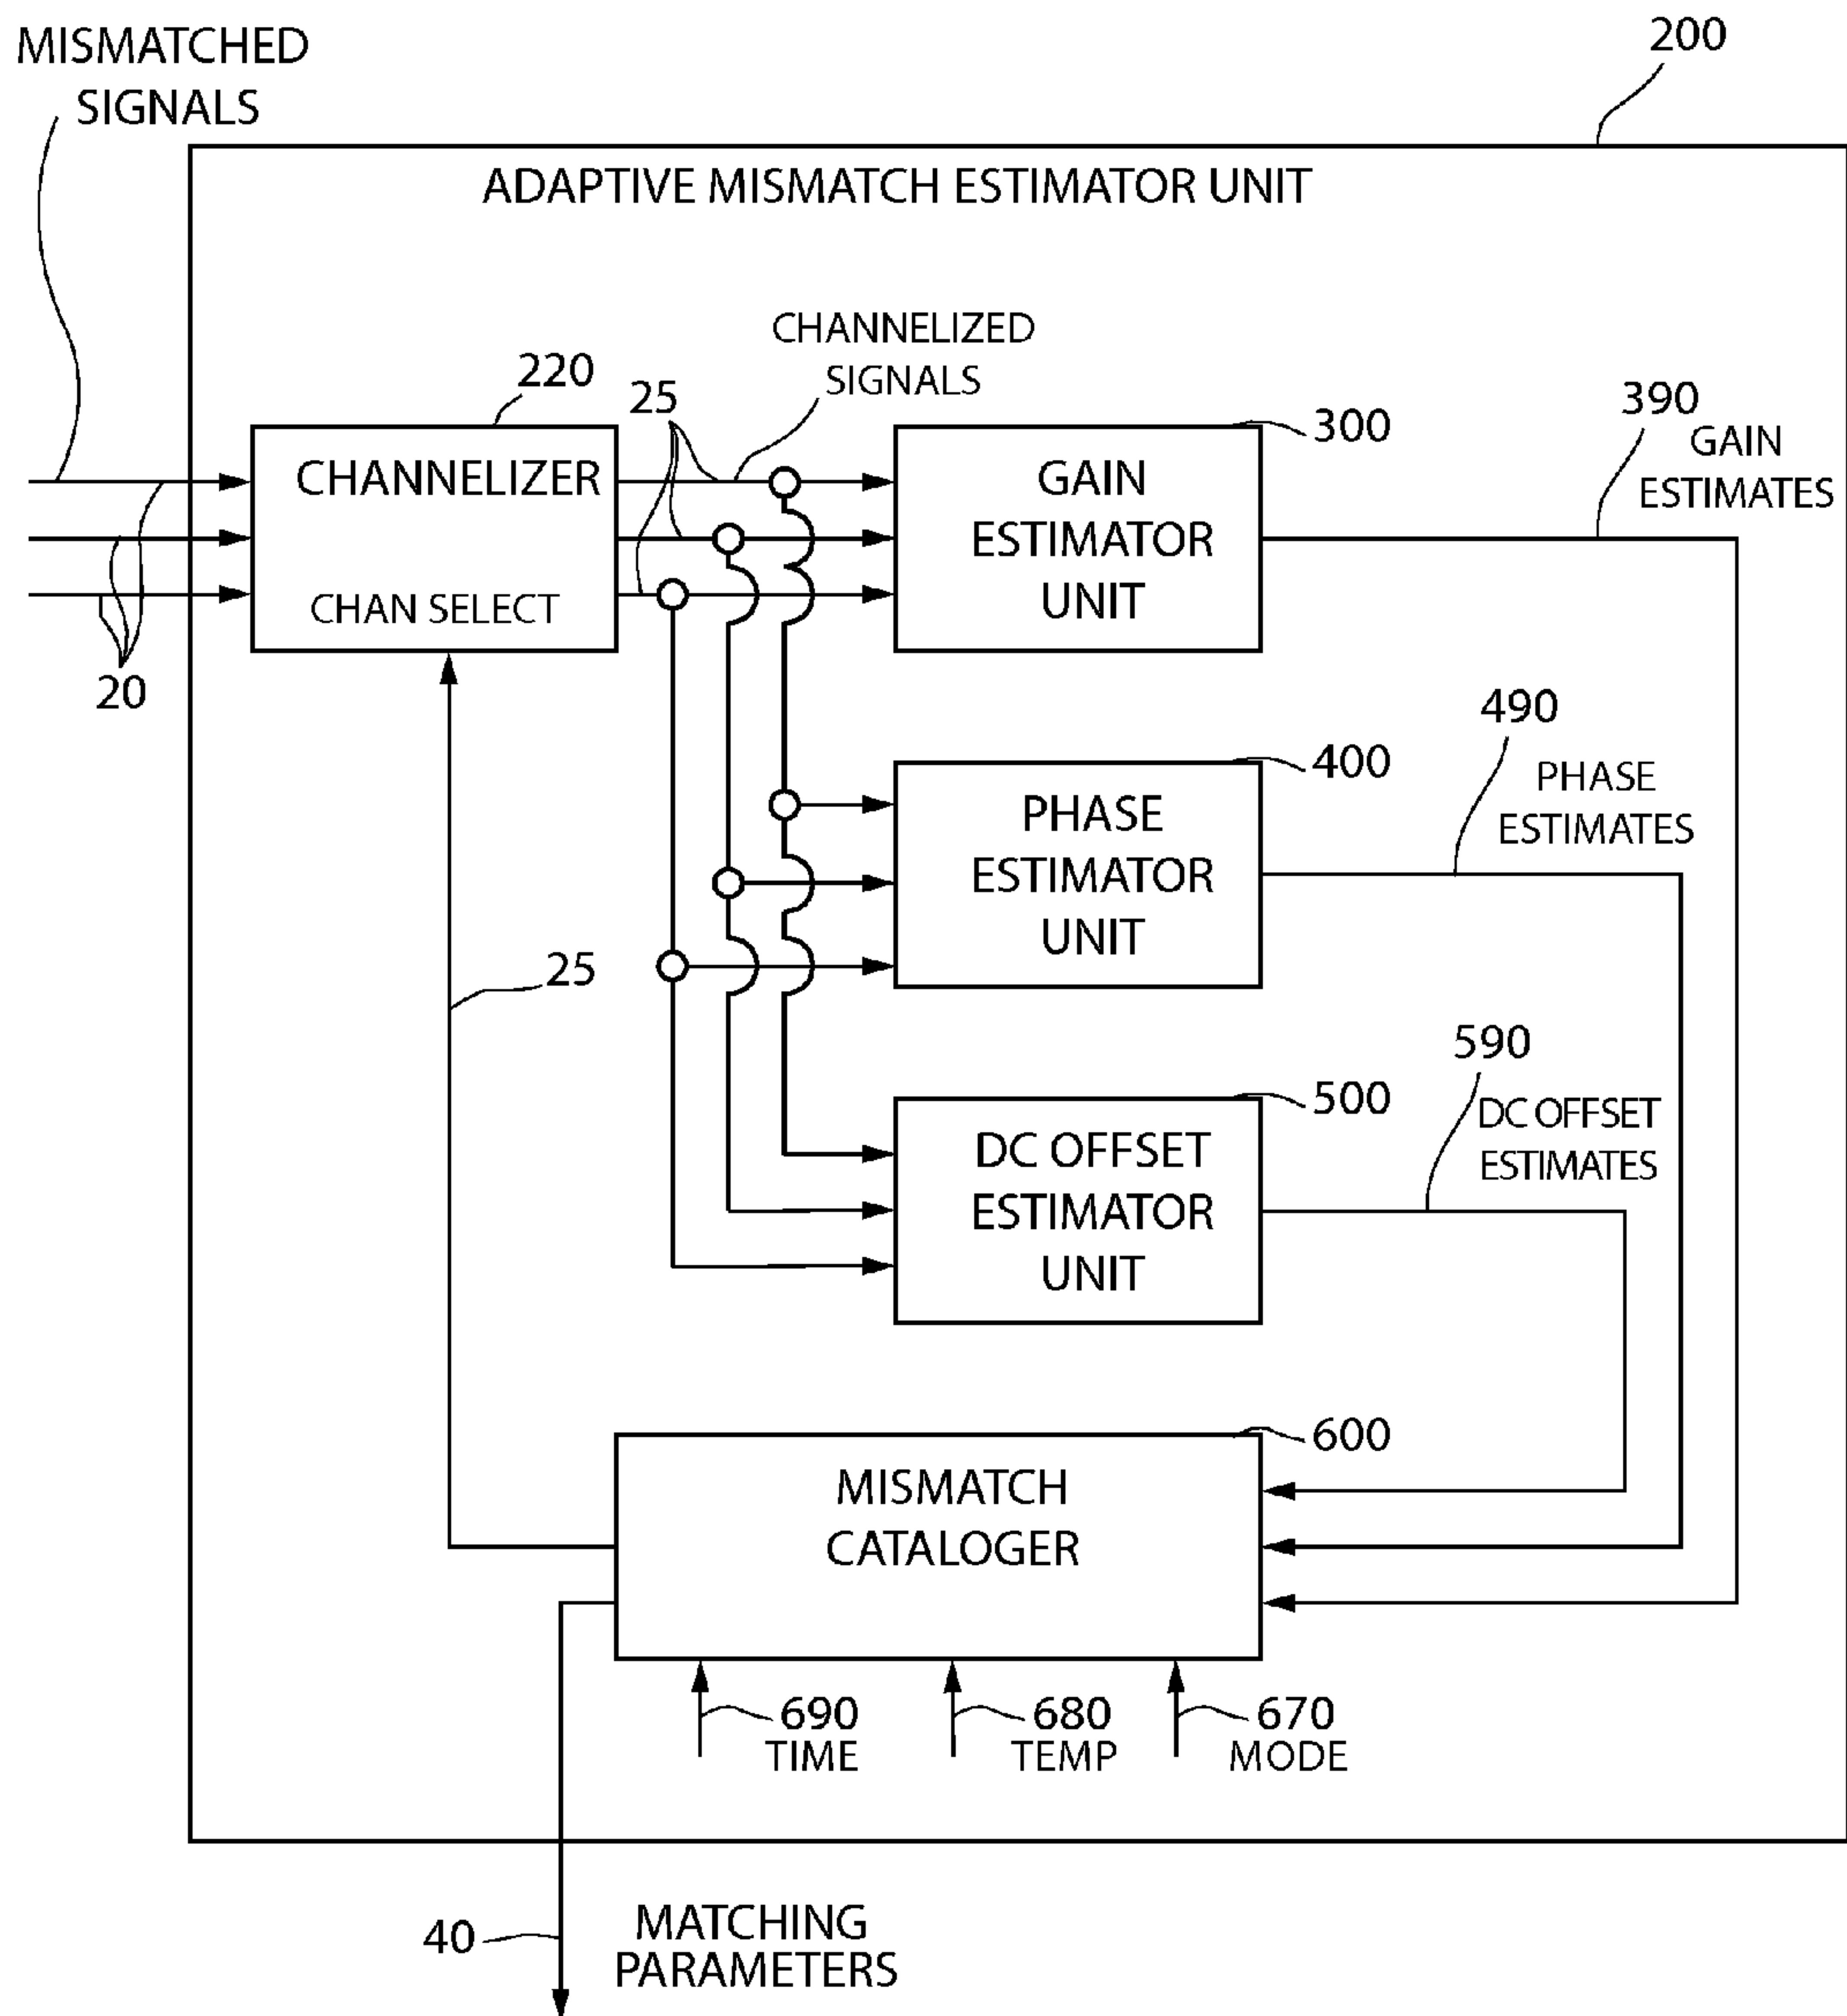 MISMATCHED
SIGNALS
200
ADAPTIVE MISMATCH ESTIMATOR UNIT
CHANNELIZED
SIGNALS
220
25
300
390
GAIN
ESTIMATES
CHANNELIZER
CHAN SELECT
GAIN
ESTIMATOR
UNIT
20
490
PHASE
ESTIMATES
400
PHASE
ESTIMATOR
UNIT
25
590
DC OFFSET
ESTIMATES
500
DC OFFSET
ESTIMATOR
UNIT
600
MISMATCH
CATALOGER
690
TIME
680
TEMP
670
MODE
40
MATCHING
PARAMETERS